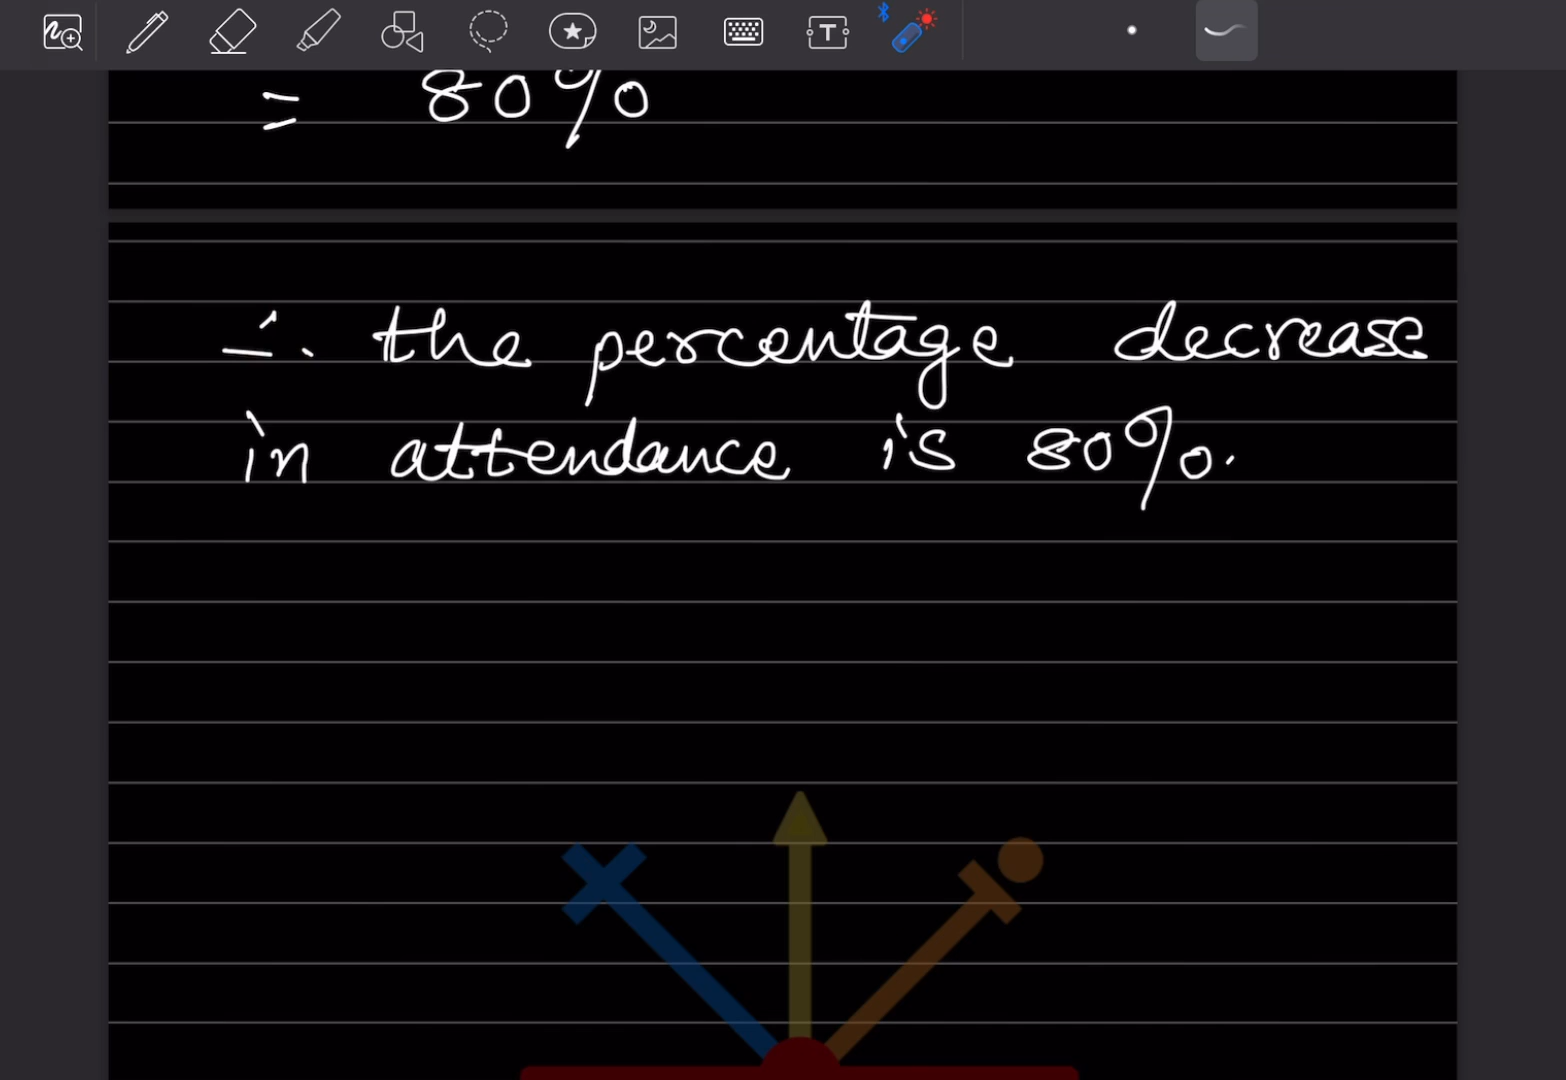 = 80%
∴ the percentage decrease
in attendance is 80%.